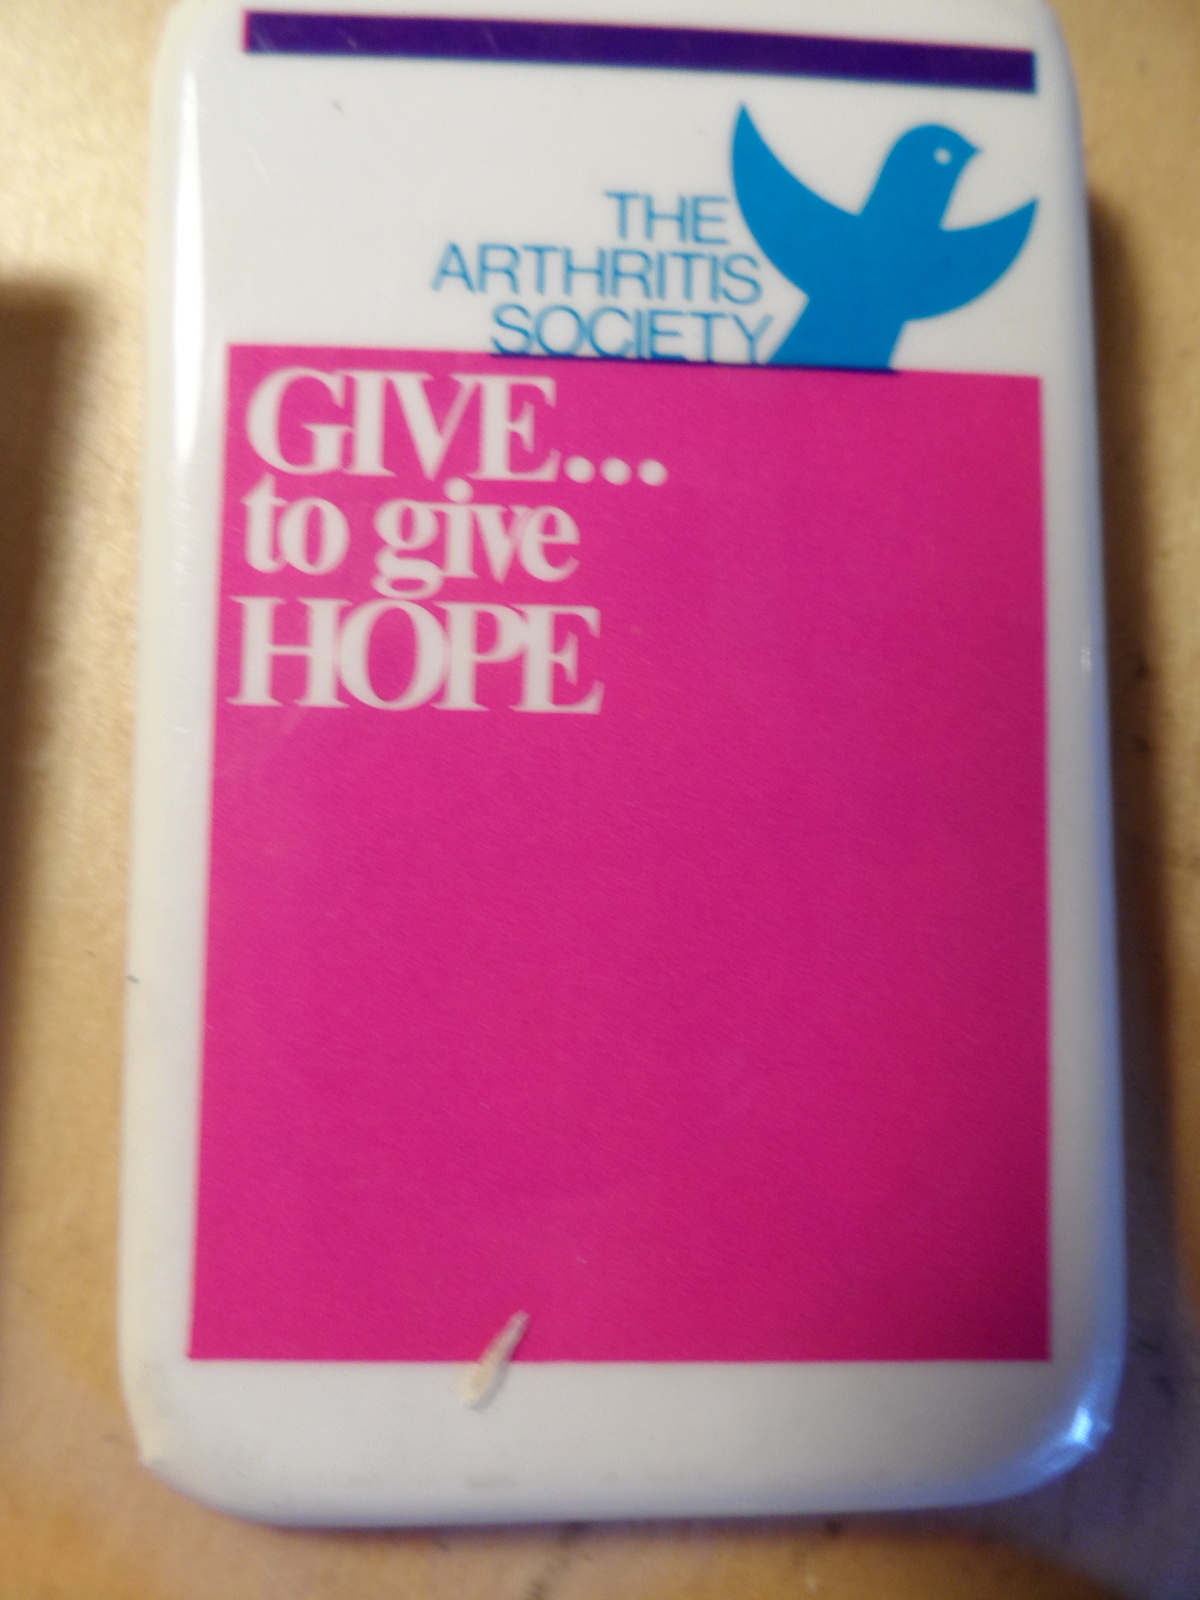 THE
ARTHRITIS
SOCIETY
GIVE...
to give
HOPE